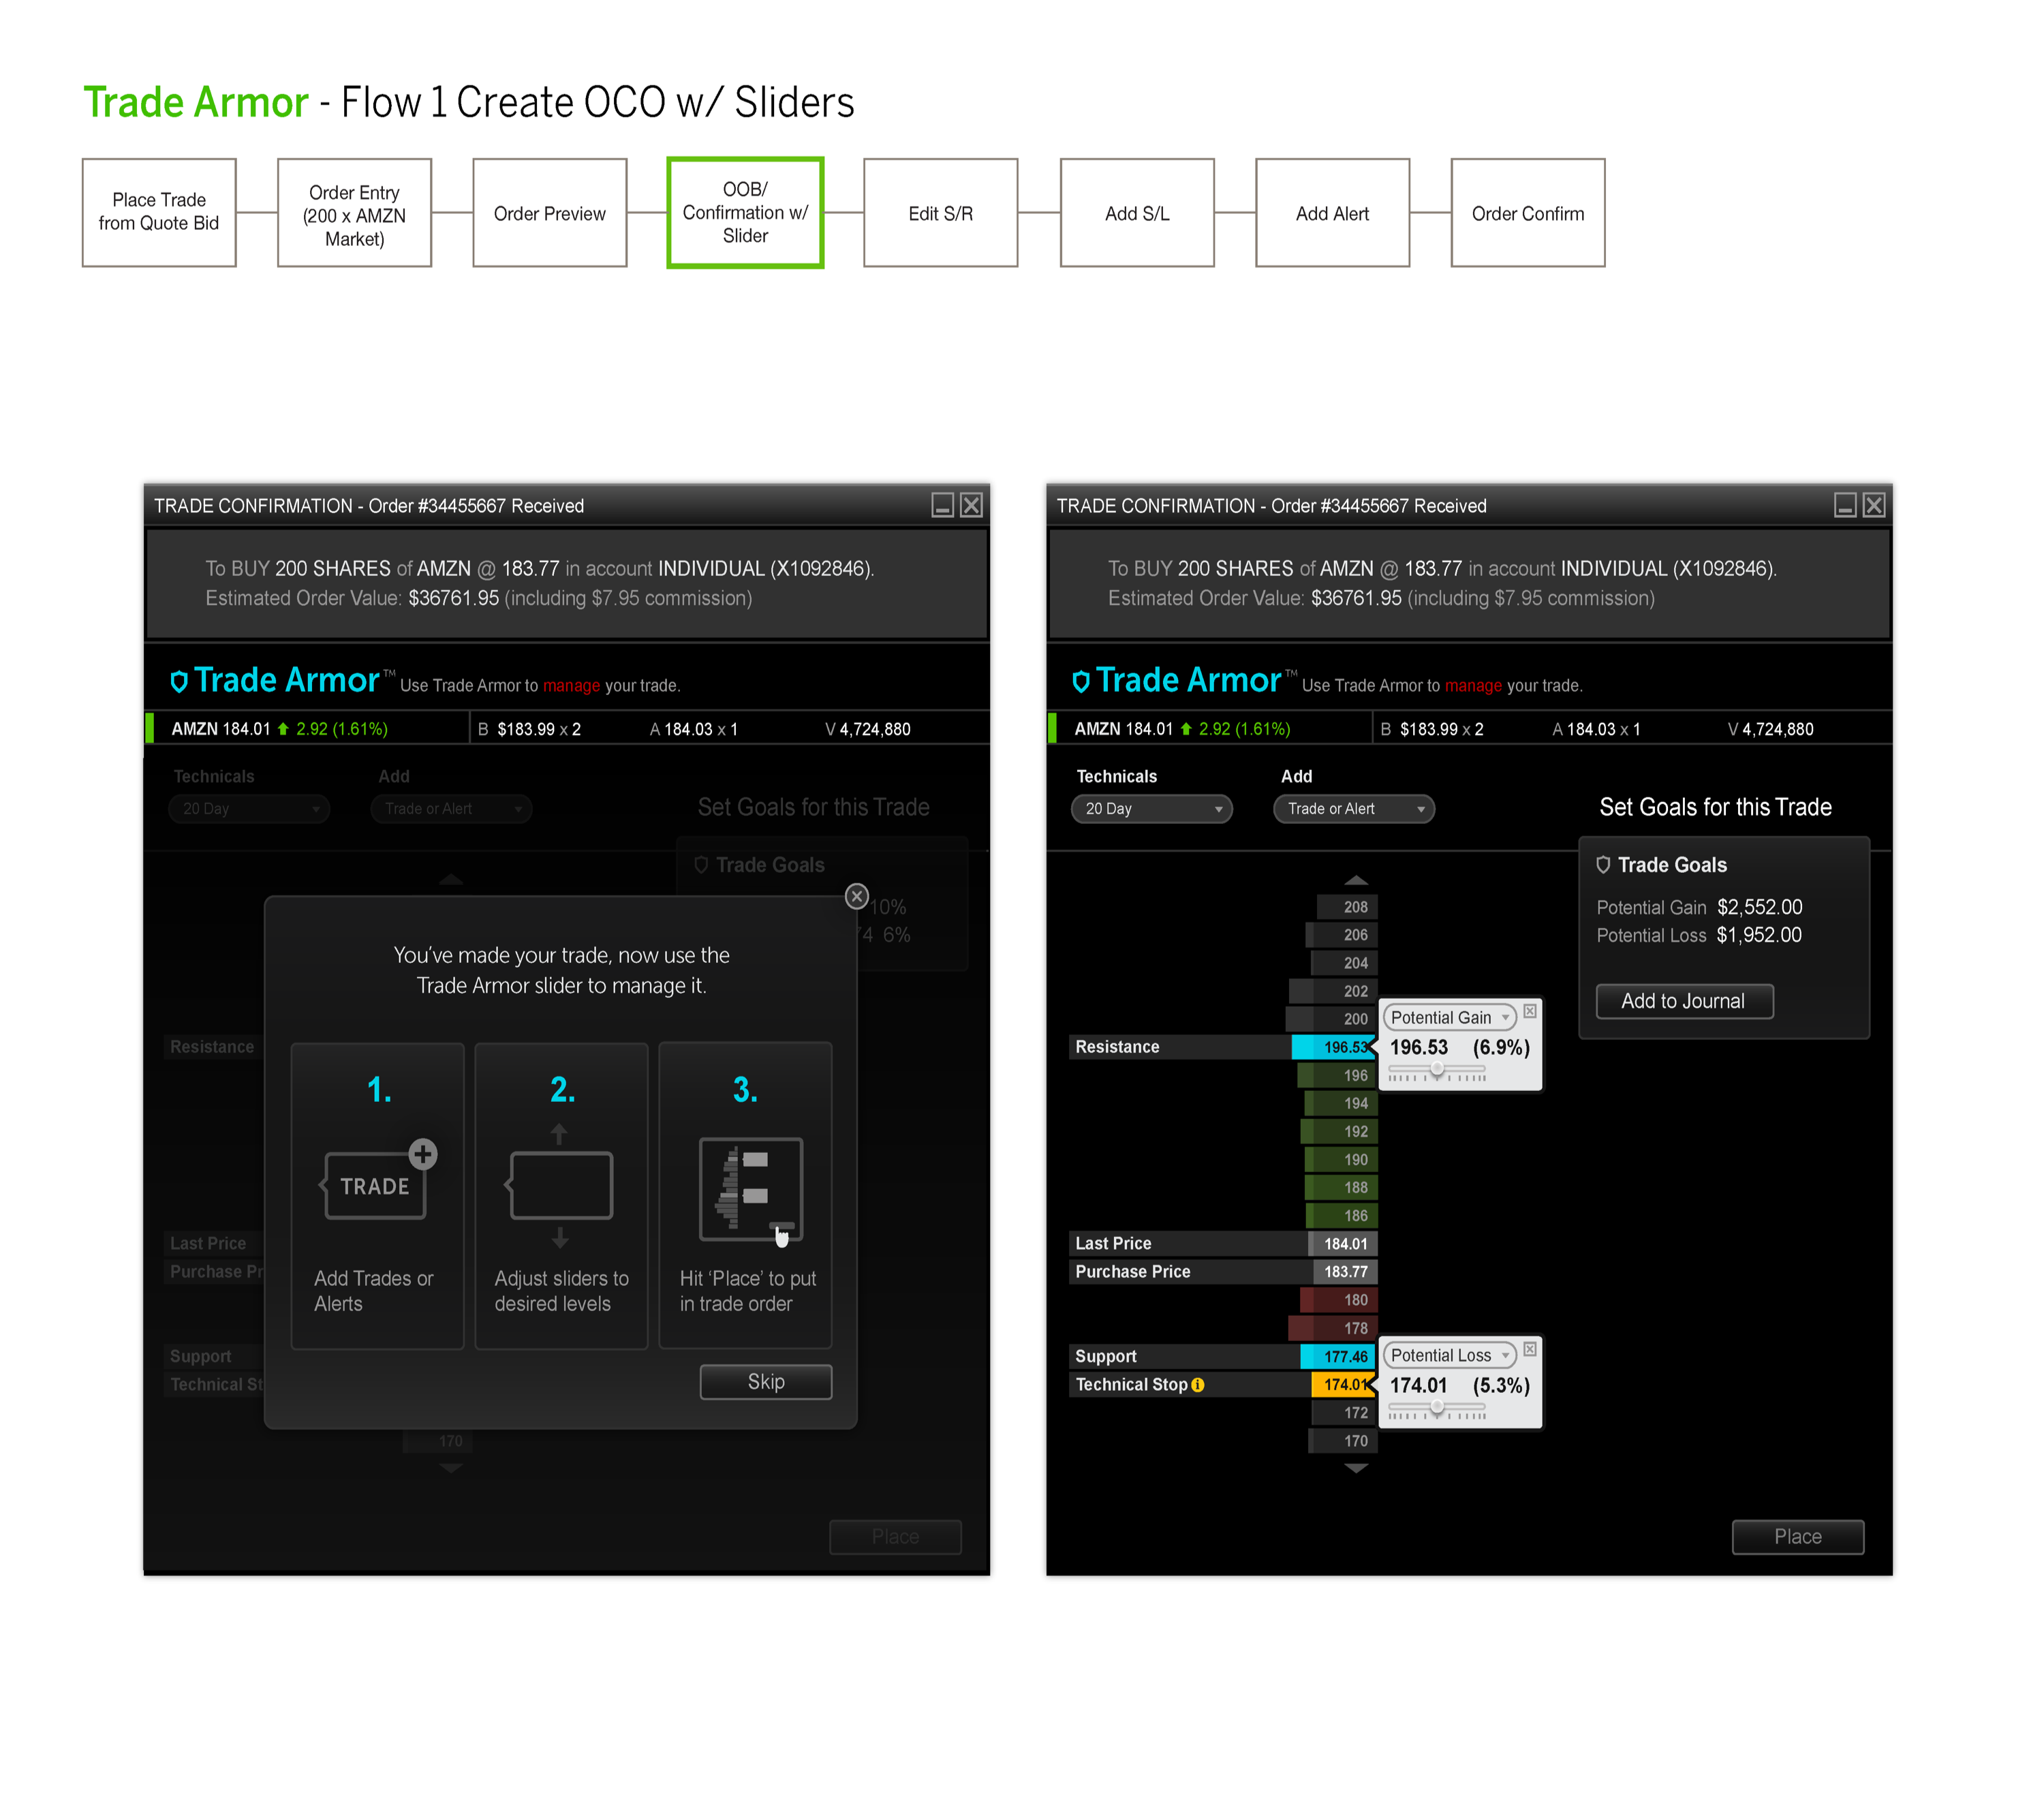 Trade Armor - Flow 1 Create OCO w/ Sliders
Place Trade
from Quote Bid
Order Entry
(200 x AMZN
Market)
Order Preview
OOB/
Confirmation w/
Slider
Edit S/R
Add S/L
Add Alert
Order Confirm
TRADE CONFIRMATION - Order #34455667 Received
To BUY 200 SHARES of AMZN @ 183.77 in account INDIVIDUAL (X1092846).
Estimated Order Value: $36761.95 (including $7.95 commission)
Trade Armor™ Use Trade Armor to manage your trade.
AMZN 184.01 2.92 (1.61%) B $183.99 x 2 A 184.03 x 1 V 4,724,880
Technicals Add
20 Day Trade or Alert
Set Goals for this Trade
Trade Goals
10%
74 6%
You've made your trade, now use the
Trade Armor slider to manage it.
Resistance
1.
TRADE
Add Trades or
Alerts
2.
Adjust sliders to
desired levels
3.
Hit 'Place' to put
in trade order
Last Price
Purchase Pr
Support
Technical St
Skip
170
Place
TRADE CONFIRMATION - Order #34455667 Received
To BUY 200 SHARES of AMZN @ 183.77 in account INDIVIDUAL (X1092846).
Estimated Order Value: $36761.95 (including $7.95 commission)
Trade Armor™ Use Trade Armor to manage your trade.
AMZN 184.01 2.92 (1.61%) B $183.99 x 2 A 184.03 x 1 V 4,724,880
Technicals Add
20 Day Trade or Alert
Set Goals for this Trade
Trade Goals
Potential Gain $2,552.00
Potential Loss $1,952.00
Add to Journal
208
206
204
202
200
Potential Gain
Resistance 196.53
196.53 (6.9%)
196
194
192
190
188
186
Last Price 184.01
Purchase Price 183.77
180
178
Support 177.46
Potential Loss
Technical Stop 174.01
174.01 (5.3%)
172
170
Place